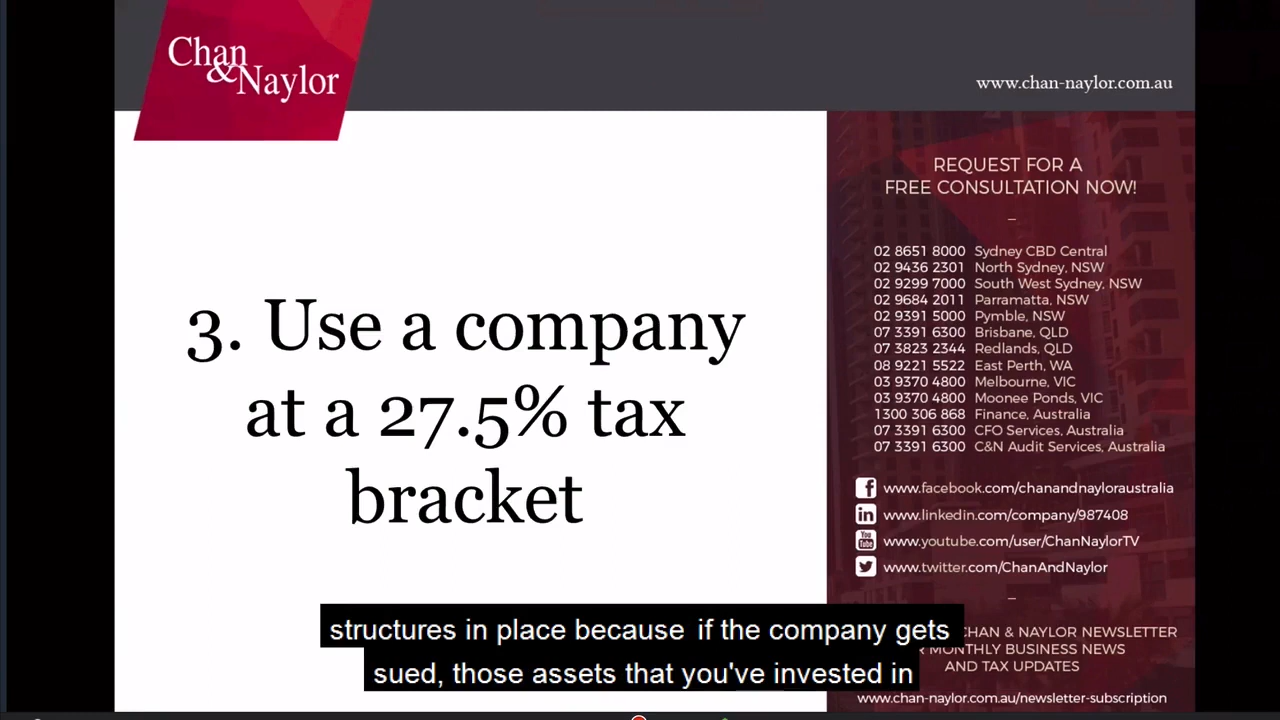 Chan
&Naylor
www.chan-naylor.com.au
3. Use a company
at a 27.5% tax
bracket
REQUEST FOR A
FREE CONSULTATION NOW!
02 8651 8000 Sydney CBD Central
02 9436 2301 North Sydney, NSW
02 9299 7000 South West Sydney, NSW
02 9684 2011 Parramatta, NSW
02 9391 5000 Pymble, NSW
07 3391 6300 Brisbane, QLD
07 3823 2344 Redlands, QLD
08 9221 5522 East Perth, WA
03 9370 4800 Melbourne, VIC
03 9370 4800 Moonee Ponds, VIC
1300 306 868 Finance, Australia
07 3391 6300 CFO Services, Australia
07 3391 6300 C&N Audit Services, Australia
www.facebook.com/chanandnayloraustralia
www.linkedin.com/company/987408
www.youtube.com/user/ChanNaylorTV
www.twitter.com/ChanAndNaylor
CHAN & NAYLOR NEWSLETTER
MONTHLY BUSINESS NEWS
AND TAX UPDATES
www.chan-naylor.com.au/newsletter-subscription
structures in place because if the company gets
sued, those assets that you've invested in